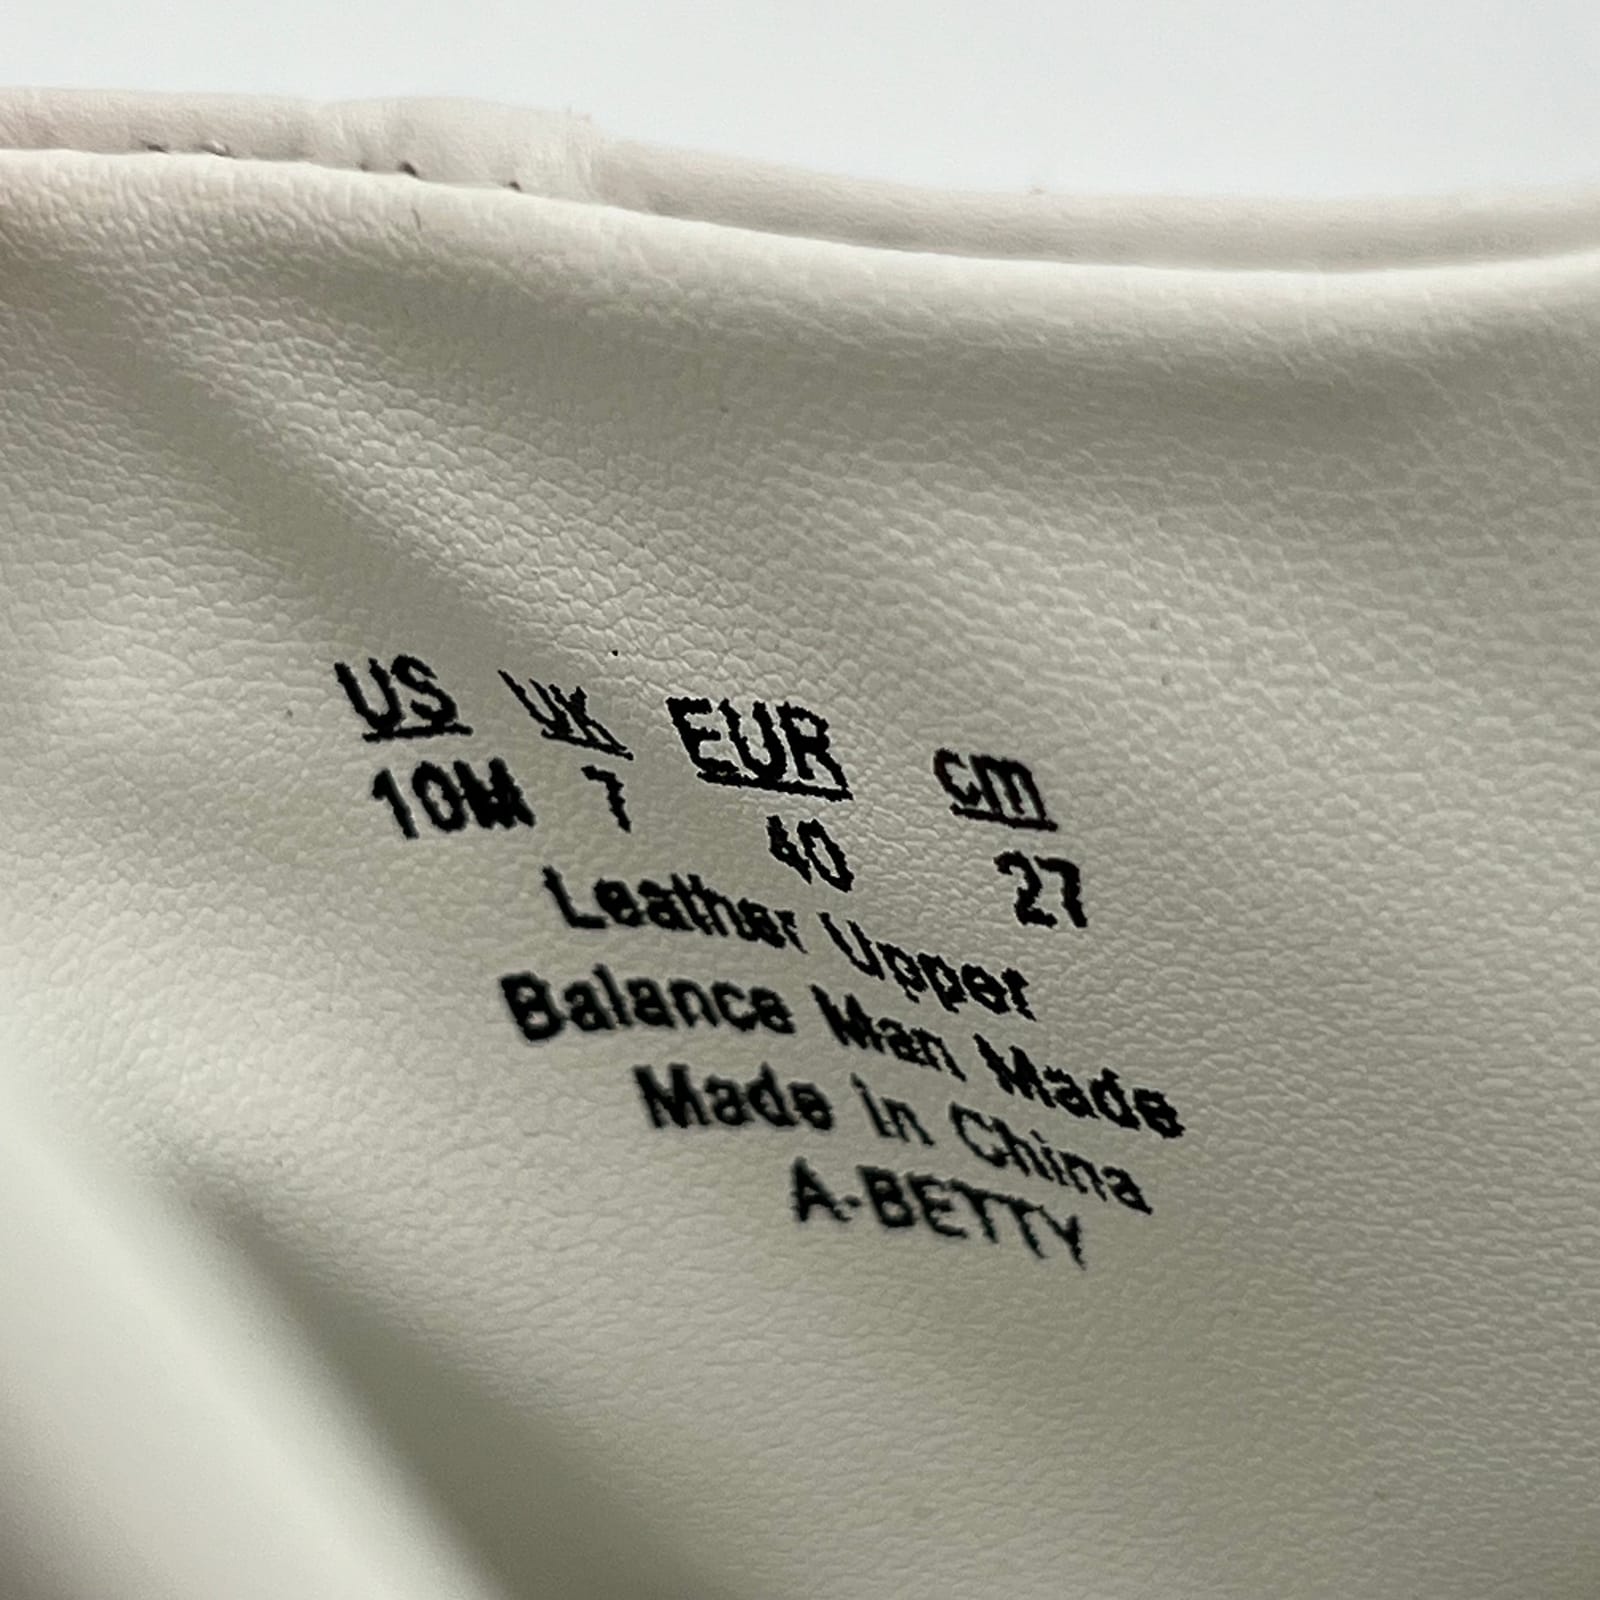 US UK EUR cm
10M 7 40 27
Leather Upper
Balance Man Made
Made in China
A-BETTY